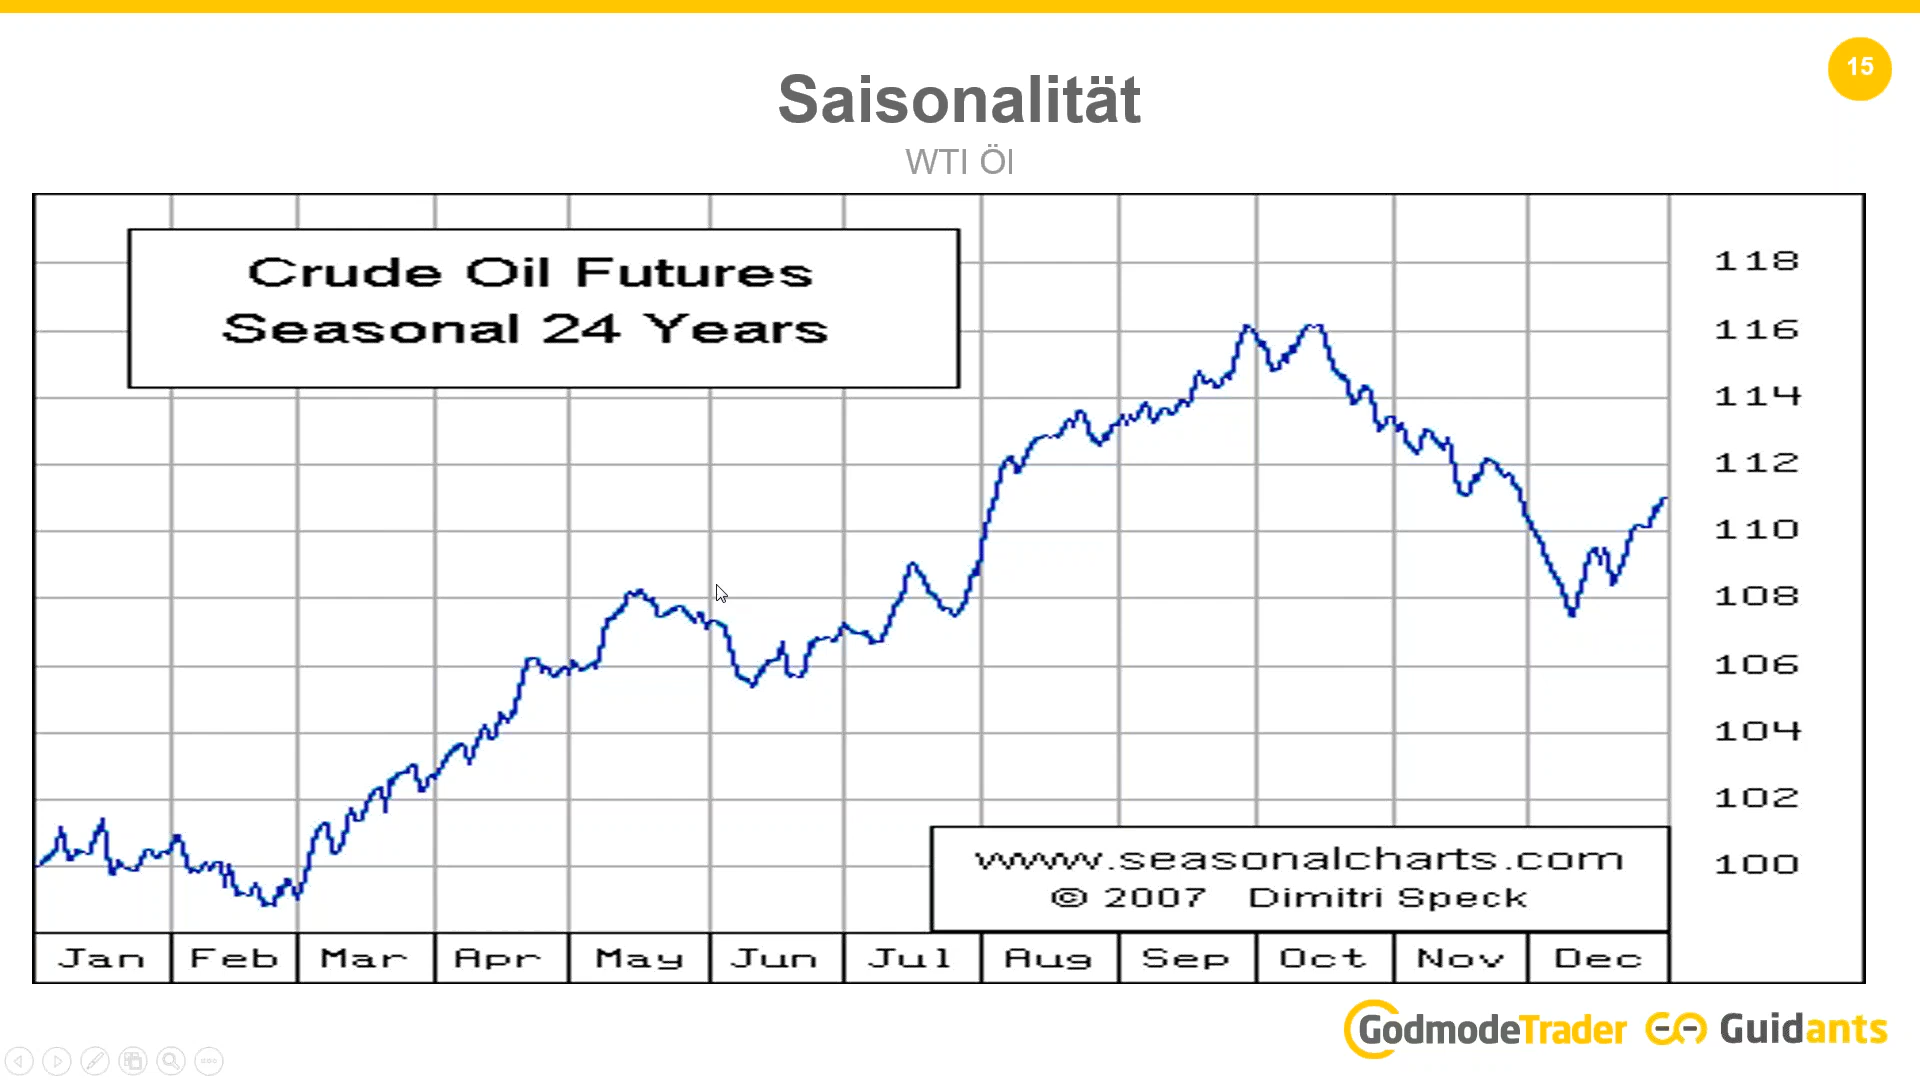 15
Saisonalität
WTI Öl
Crude Oil Futures
Seasonal 24 Years
118
116
114
112
110
108
106
104
102
100
www.seasonalcharts.com
© 2007 Dimitri Speck
Jan Feb Mar Apr May Jun Jul Aug Sep Oct Nov Dec
GodmodeTrader Guidants